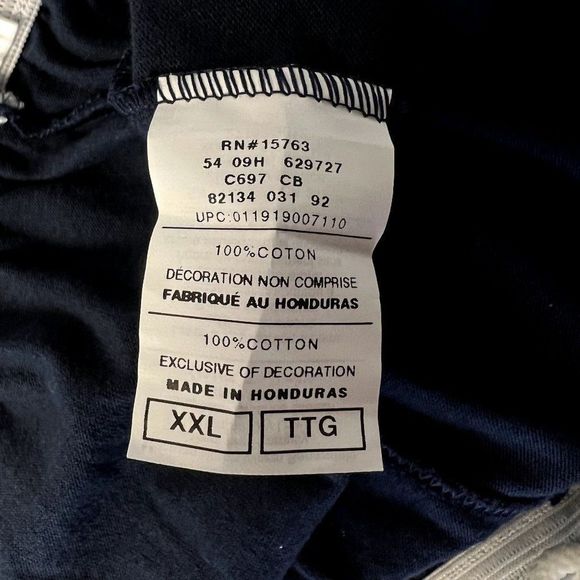 RN#15763
54 09H 629727
C697 CB
82134 031 92
UPC:011919007110
100%COTON
DÉCORATION NON COMPRISE
FABRIQUÉ AU HONDURAS
100%COTTON
EXCLUSIVE OF DECORATION
MADE IN HONDURAS
XXL TTG